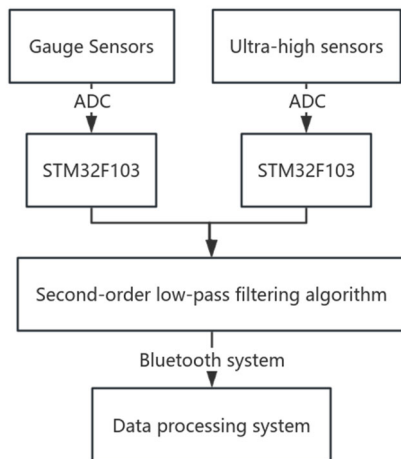 Gauge Sensors
Ultra-high sensors
ADC
ADC
STM32F103
STM32F103
Second-order low-pass filtering algorithm
Bluetooth system
Data processing system